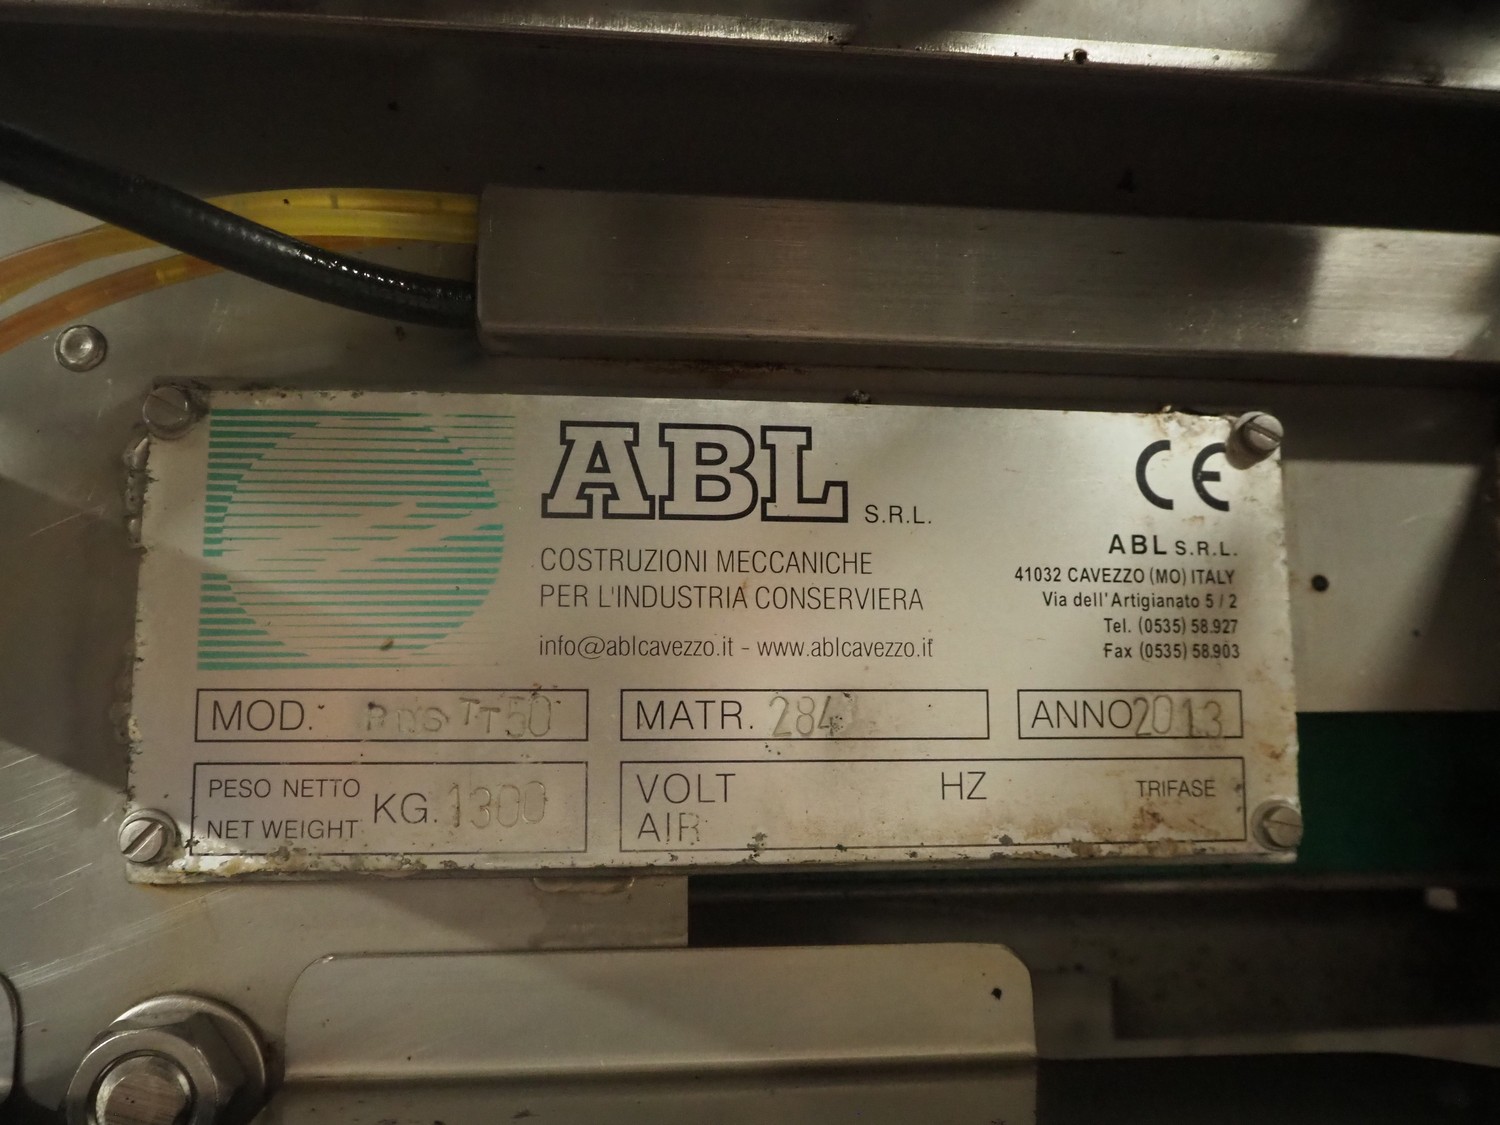 ABL S.R.L.
COSTRUZIONI MECCANICHE
PER L'INDUSTRIA CONSERVIERA
info@ablcavezzo.it - www.ablcavezzo.it
CE
ABL S.R.L.
41032 CAVEZZO (MO) ITALY
Via dell'Artigianato 5 / 2
Tel. (0535) 58.927
Fax (0535) 58.903
MOD. TT50
MATR.
ANNO 2013
PESO NETTO
NET WEIGHT
KG. 1300
VOLT HZ TRIFASE
AIR